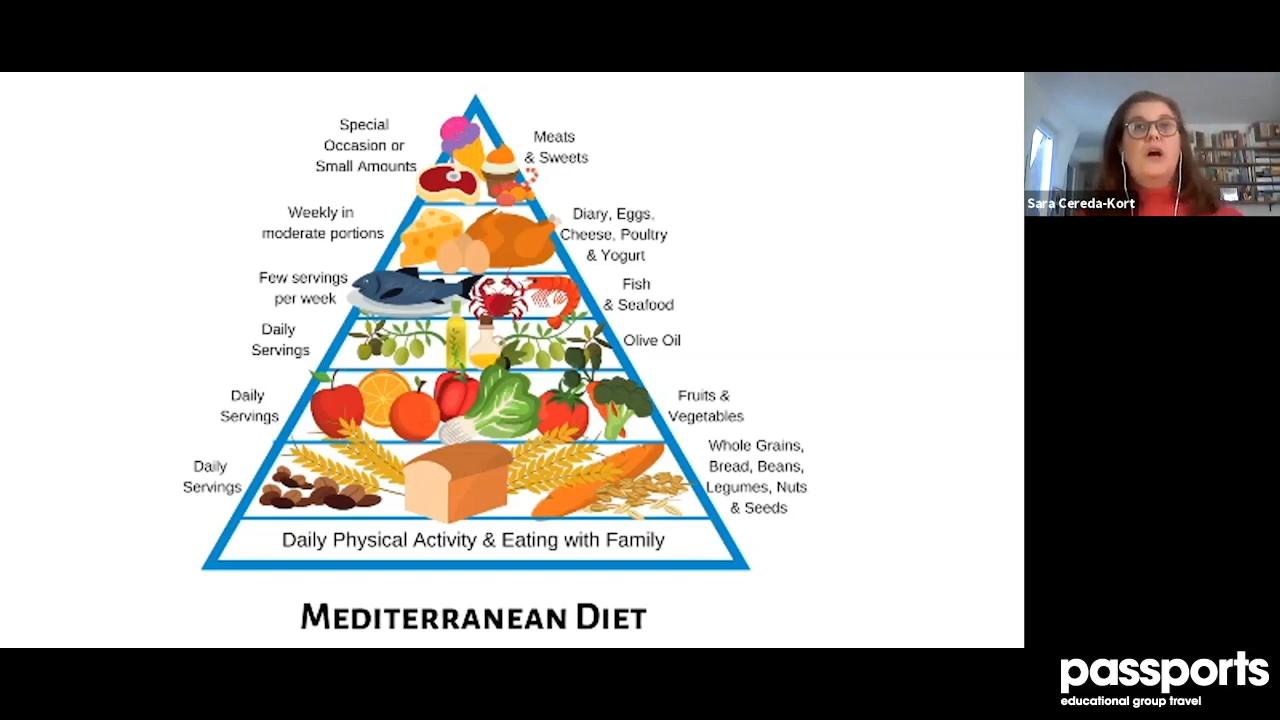 Special
Occasion or
Small Amounts
Meats
& Sweets
Weekly in
moderate portions
Diary, Eggs,
Cheese, Poultry
& Yogurt
Few servings
per week
Fish
& Seafood
Daily
Servings
Olive Oil
Daily
Servings
Fruits &
Vegetables
Daily
Servings
Whole Grains,
Bread, Beans,
Legumes, Nuts
& Seeds
Daily Physical Activity & Eating with Family
MEDITERRANEAN DIET
Sara Cereda-Kort
passports
educational group travel